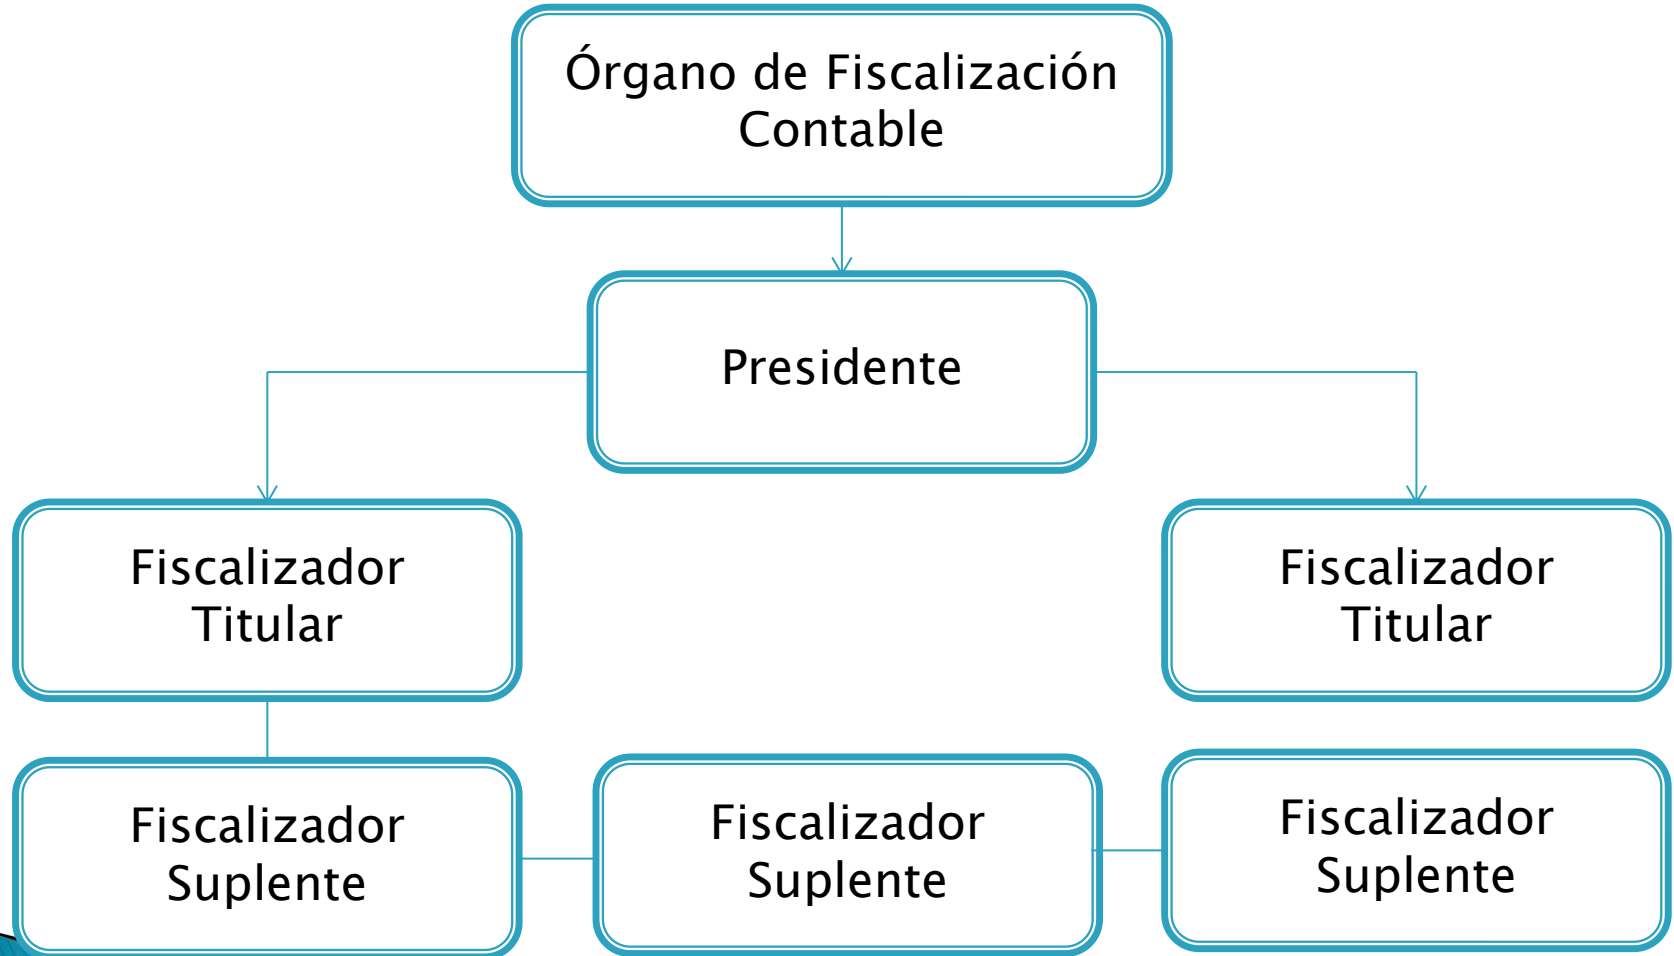 Órgano de Fiscalización
Contable
Presidente
Fiscalizador
Titular
Fiscalizador
Titular
Fiscalizador
Suplente
Fiscalizador
Suplente
Fiscalizador
Suplente